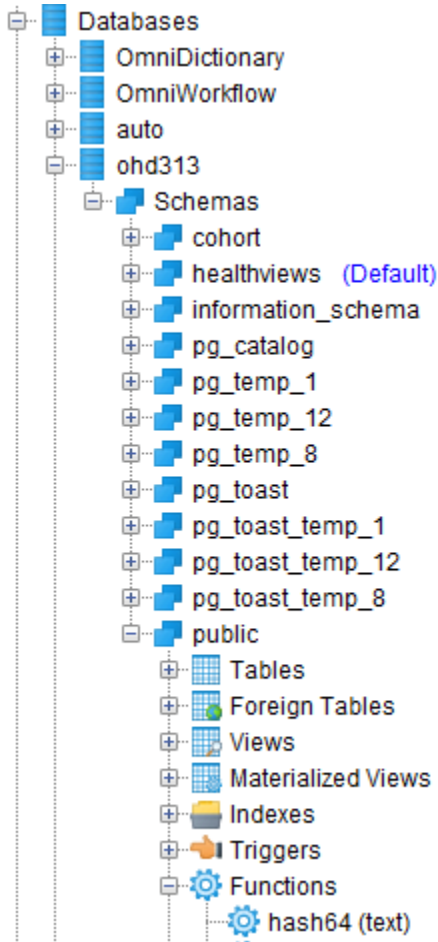 Databases
OmniDictionary
OmniWorkflow
auto
ohd313
Schemas
cohort
healthviews (Default)
information_schema
pg_catalog
pg_temp_1
pg_temp_12
pg_temp_8
pg_toast
pg_toast_temp_1
pg_toast_temp_12
pg_toast_temp_8
public
Tables
Foreign Tables
Views
Materialized Views
Indexes
Triggers
Functions
hash64 (text)